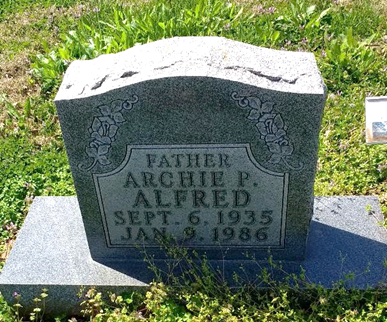 FATHER
ARCHIE P.
ALFRED
SEPT. 6, 1935
JAN. 9, 1986